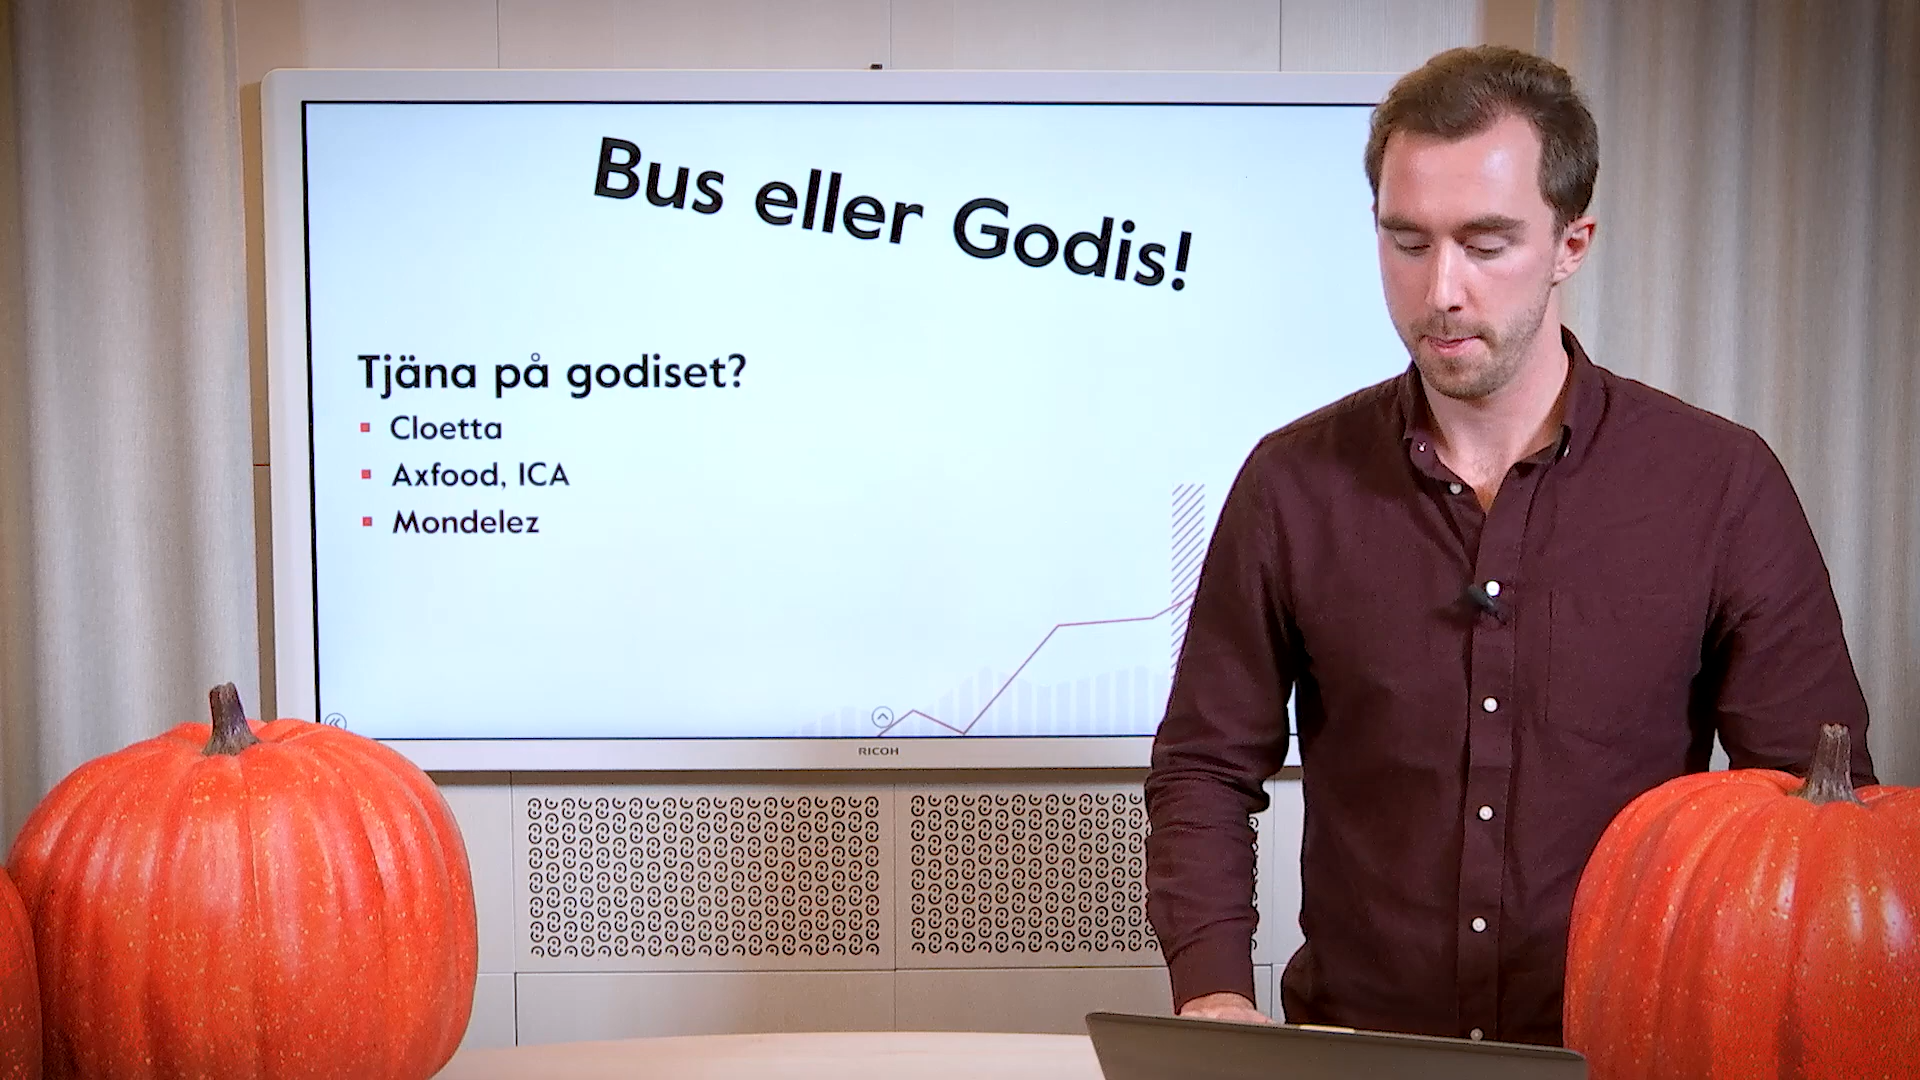 Bus eller Godis!
Tjäna på godiset?
Cloetta
Axfood, ICA
Mondelez
RICOH